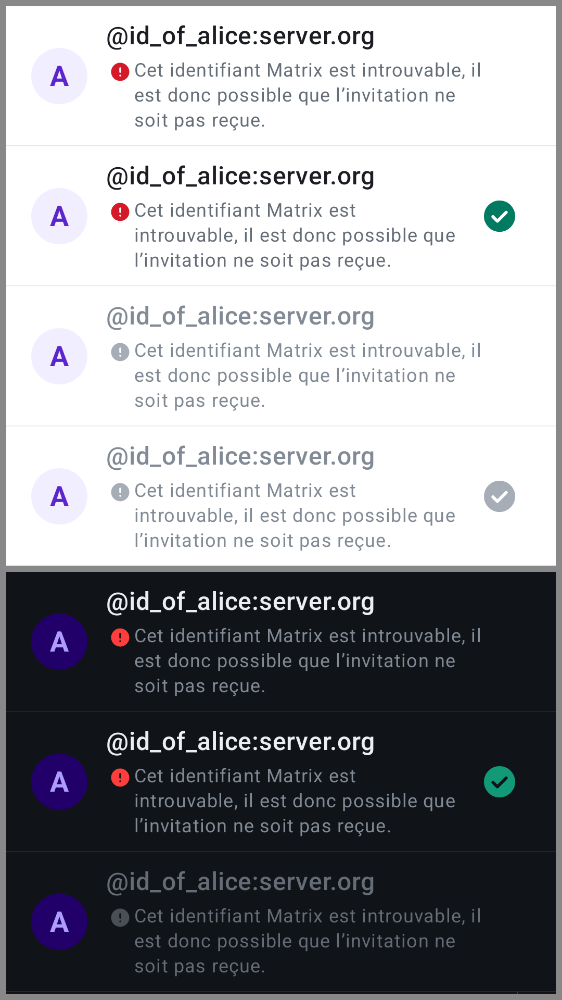 @id_of_alice:server.org
A
Cet identifiant Matrix est introuvable, il
est donc possible que l’invitation ne
soit pas reçue.
@id_of_alice:server.org
A
Cet identifiant Matrix est
introuvable, il est donc possible que
l’invitation ne soit pas reçue.
@id_of_alice:server.org
A
Cet identifiant Matrix est introuvable, il
est donc possible que l’invitation ne
soit pas reçue.
@id_of_alice:server.org
A
Cet identifiant Matrix est
introuvable, il est donc possible que
l’invitation ne soit pas reçue.
@id_of_alice:server.org
A
Cet identifiant Matrix est introuvable, il
est donc possible que l’invitation ne
soit pas reçue.
@id_of_alice:server.org
A
Cet identifiant Matrix est
introuvable, il est donc possible que
l’invitation ne soit pas reçue.
@id_of_alice:server.org
A
Cet identifiant Matrix est introuvable, il
est donc possible que l’invitation ne
soit pas reçue.